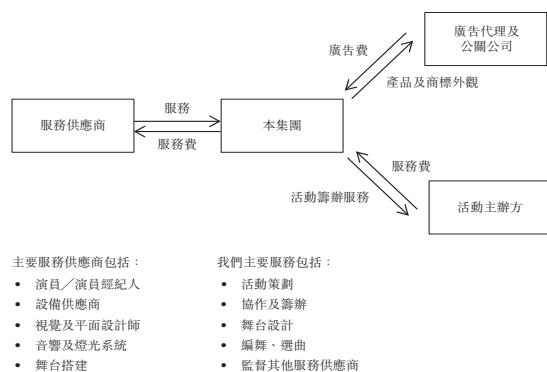 廣告代理及
公關公司
廣告費
產品及商標外觀
服務供應商
服務
服務費
本集團
服務費
活動籌辦服務
活動主辦方
主要服務供應商包括：
• 演員／演員經紀人
• 設備供應商
• 視覺及平面設計師
• 音響及燈光系統
• 舞台搭建
我們主要服務包括：
• 活動策劃
• 協作及籌辦
• 舞台設計
• 編舞、選曲
• 監督其他服務供應商